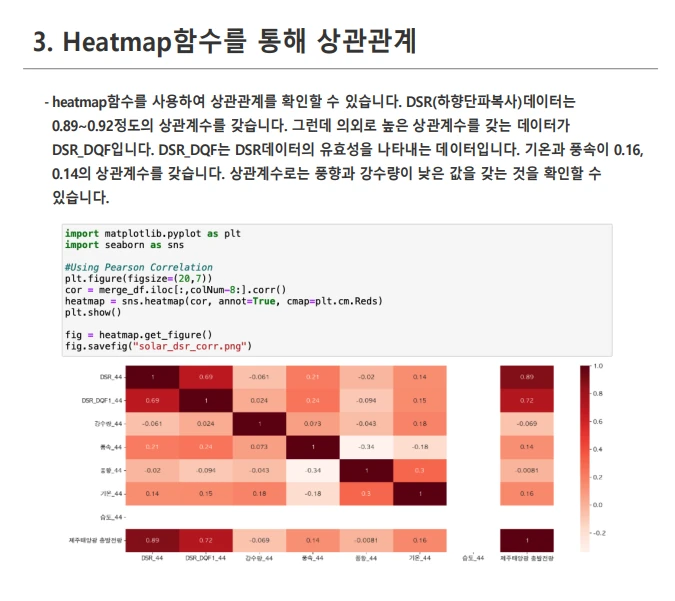 3. Heatmap함수를 통해 상관관계
- heatmap함수를 사용하여 상관관계를 확인할 수 있습니다. DSR(하향단파복사)데이터는
0.89~0.92정도의 상관계수를 갖습니다. 그런데 의외로 높은 상관계수를 갖는 데이터가
DSR_DQF입니다. DSR_DQF는 DSR데이터의 유효성을 나타내는 데이터입니다. 기온과 풍속이 0.16,
0.14의 상관계수를 갖습니다. 상관계수로는 풍향과 강수량이 낮은 값을 갖는 것을 확인할 수
있습니다.
import matplotlib.pyplot as plt
import seaborn as sns
#Using Pearson Correlation
plt.figure(figsize=(20,7))
cor = merge_df.iloc[:,colNum-8:].corr()
heatmap = sns.heatmap(cor, annot=True, cmap=plt.cm.Reds)
plt.show()
fig = heatmap.get_figure()
fig.savefig("solar_dsr_corr.png")
DSR_44 1 0.69 -0.061 0.21 -0.02 0.14 0.89
DSR_DQF1_44 0.69 1 0.024 0.24 -0.094 0.15 0.72
강수량_44 -0.061 0.024 1 0.073 -0.043 0.18 -0.069
풍속_44 0.21 0.24 0.073 1 -0.34 -0.18 0.14
풍향_44 -0.02 -0.094 -0.043 -0.34 1 0.3 -0.0081
기온_44 0.14 0.15 0.18 -0.18 0.3 1 0.16
습도_44
제주태양광 총발전량 0.89 0.72 -0.069 0.14 -0.0081 0.16 1
DSR_44 DSR_DQF1_44 강수량_44 풍속_44 풍향_44 기온_44 습도_44 제주태양광 총발전량
1.0
0.8
0.6
0.4
0.2
0.0
-0.2